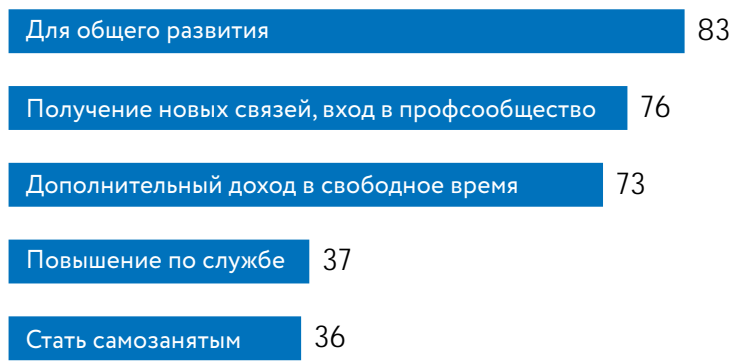 Для общего развития 83
Получение новых связей, вход в профсообщество 76
Дополнительный доход в свободное время 73
Повышение по службе 37
Стать самозанятым 36